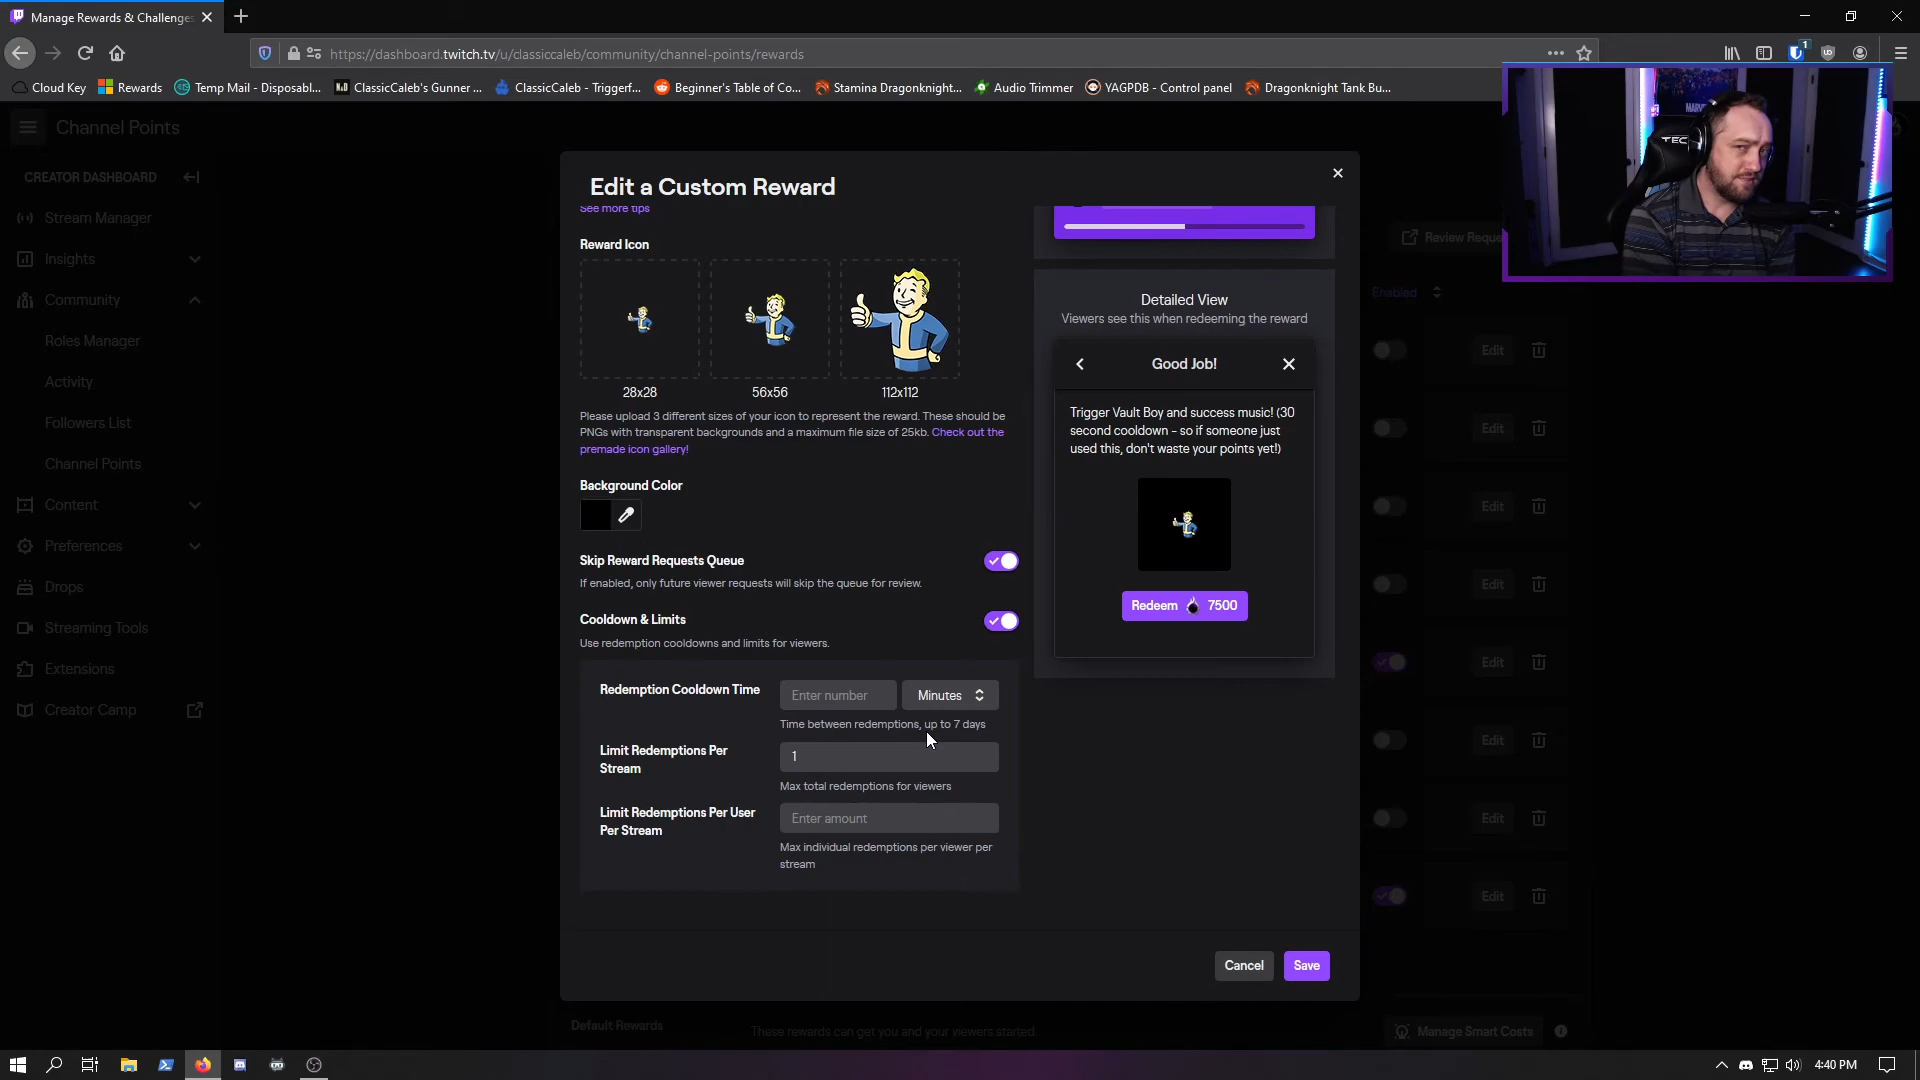 Manage Rewards & Challenges
https://dashboard.twitch.tv/u/classiccaleb/community/channel-points/rewards
1
Cloud Key
Rewards
Temp Mail - Disposabl...
ClassicCaleb's Gunner ...
ClassicCaleb - Triggerf...
Beginner's Table of Co...
Stamina Dragonknight...
Audio Trimmer
YAGPDB - Control panel
Dragonknight Tank Bu...
Channel Points
CREATOR DASHBOARD
Stream Manager
Insights
Community
Roles Manager
Activity
Followers List
Channel Points
Content
Preferences
Drops
Streaming Tools
Extensions
Creator Camp
Edit a Custom Reward
See more tips
Reward Icon
28x28
56x56
112x112
Please upload 3 different sizes of your icon to represent the reward. These should be
PNGs with transparent backgrounds and a maximum file size of 25kb. Check out the
premade icon gallery!
Background Color
Skip Reward Requests Queue
If enabled, only future viewer requests will skip the queue for review.
Cooldown & Limits
Use redemption cooldowns and limits for viewers.
Redemption Cooldown Time
Enter number
Minutes
Time between redemptions, up to 7 days
Limit Redemptions Per
Stream
1
Max total redemptions for viewers
Limit Redemptions Per User
Per Stream
Enter amount
Max individual redemptions per viewer per
stream
Detailed View
Viewers see this when redeeming the reward
Good Job!
Trigger Vault Boy and success music! (30
second cooldown - so if someone just
used this, don't waste your points yet!)
Redeem 7500
Cancel
Save
Review Reque
Enabled
Edit
Edit
Edit
Edit
Edit
Edit
Edit
Edit
Default Rewards
These rewards can get you and your viewers started.
Manage Smart Costs
MARVEL
TEC
4:40 PM